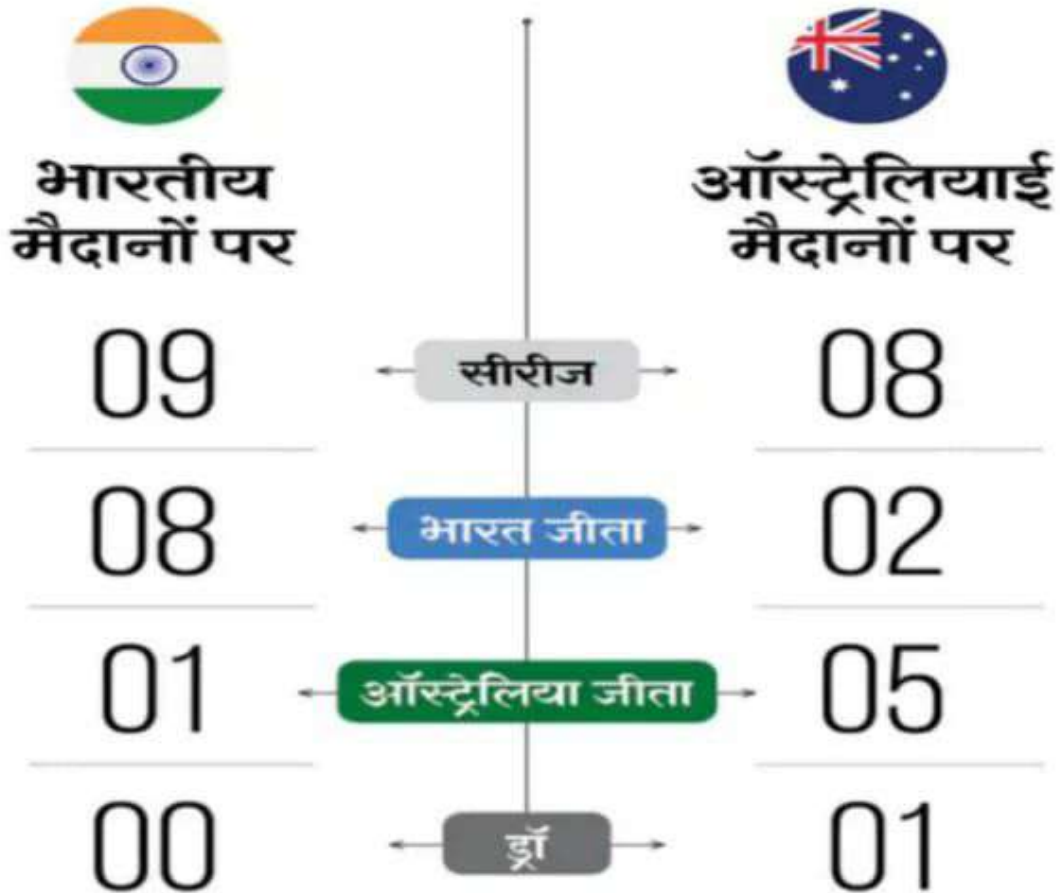 भारतीय
मैदानों पर
ऑस्ट्रेलियाई
मैदानों पर
09 सीरीज 08
08 भारत जीता 02
01 ऑस्ट्रेलिया जीता 05
00 ड्रॉ 01